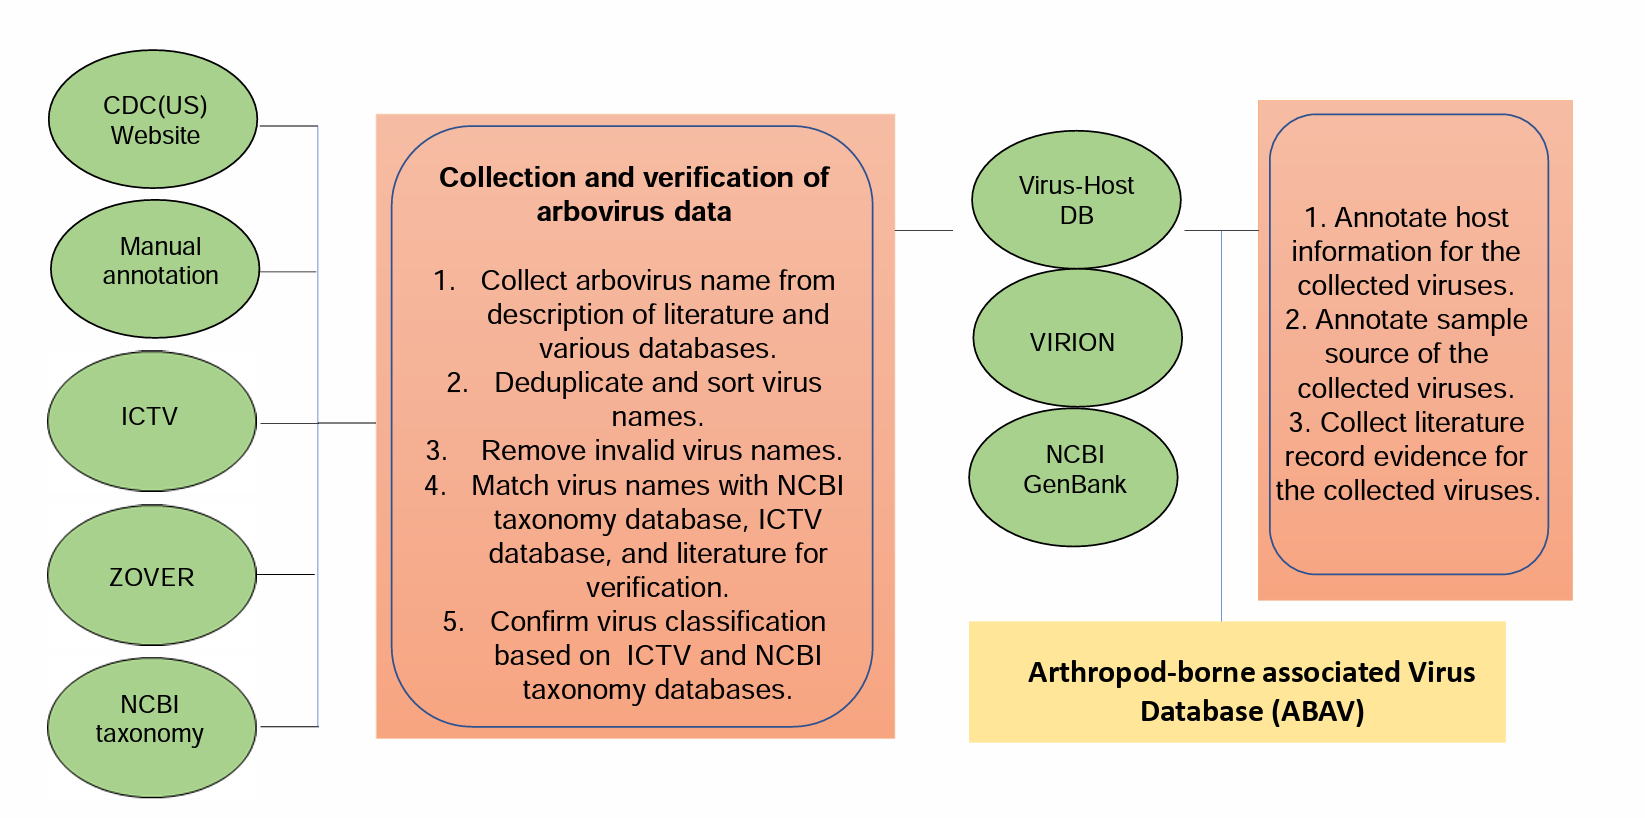 CDC(US)
Website
Manual
annotation
ICTV
ZOVER
NCBI
taxonomy
Collection and verification of
arbovirus data
1. Collect arbovirus name from
description of literature and
various databases.
2. Deduplicate and sort virus
names.
3. Remove invalid virus names.
4. Match virus names with NCBI
taxonomy database, ICTV
database, and literature for
verification.
5. Confirm virus classification
based on ICTV and NCBI
taxonomy databases.
Virus-Host
DB
VIRION
NCBI
GenBank
1. Annotate host
information for the
collected viruses.
2. Annotate sample
source of the
collected viruses.
3. Collect literature
record evidence for
the collected viruses.
Arthropod-borne associated Virus
Database (ABAV)